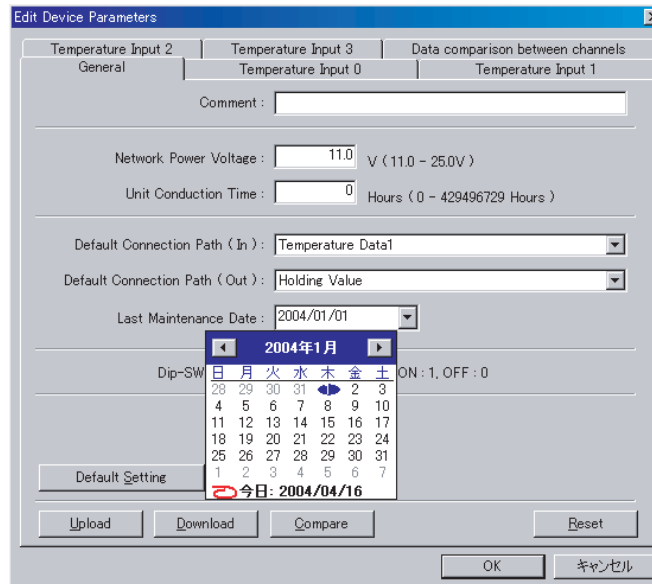 Edit Device Parameters
Temperature Input 2 Temperature Input 3 Data comparison between channels
General Temperature Input 0 Temperature Input 1
Comment :
Network Power Voltage : 11.0 V ( 11.0 - 25.0V )
Unit Conduction Time : 0 Hours ( 0 - 429496729 Hours )
Default Connection Path ( In ) : Temperature Data1
Default Connection Path ( Out ) : Holding Value
Last Maintenance Date : 2004/01/01
2004年1月
Dip-SW ON : 1, OFF : 0
日 月 火 水 木 金 土
28 29 30 31 1 2 3
4 5 6 7 8 9 10
11 12 13 14 15 16 17
18 19 20 21 22 23 24
25 26 27 28 29 30 31
1 2 3 4 5 6 7
Default Setting
今日: 2004/04/16
Upload Download Compare Reset
OK キャンセル